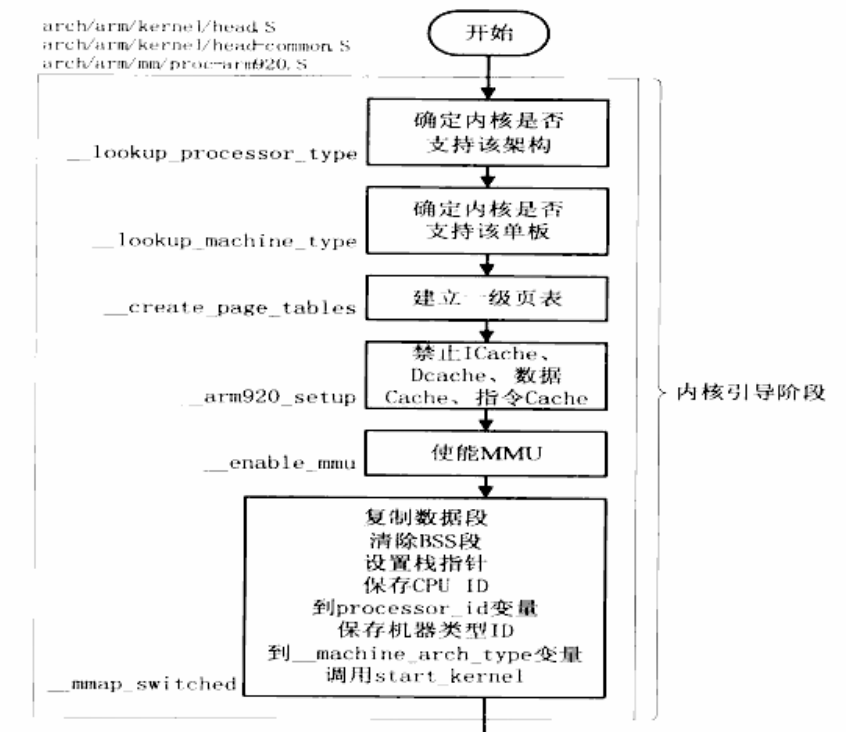 arch/arm/kernel/head.S
arch/arm/kernel/head-common.S
arch/arm/mm/proc-arm920.S
开始
确定内核是否
支持该架构
__lookup_processor_type
确定内核是否
支持该单板
__lookup_machine_type
建立一级页表
__create_page_tables
禁止ICache、
Dcache、数据
Cache、指令Cache
__arm920_setup
使能MMU
__enable_mmu
内核引导阶段
复制数据段
清除BSS段
设置栈指针
保存CPU ID
到processor_id变量
保存机器类型ID
到__machine_arch_type变量
调用start_kernel
__mmap_switched